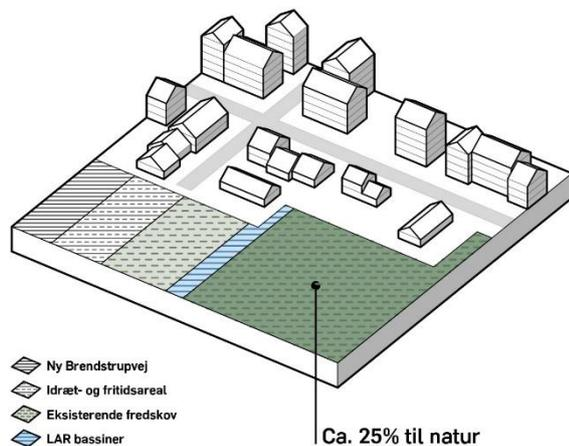 Ny Brendstrupvej
Idræt- og fritidsareal
Eksisterende fredskov
LAR bassiner
Ca. 25% til natur